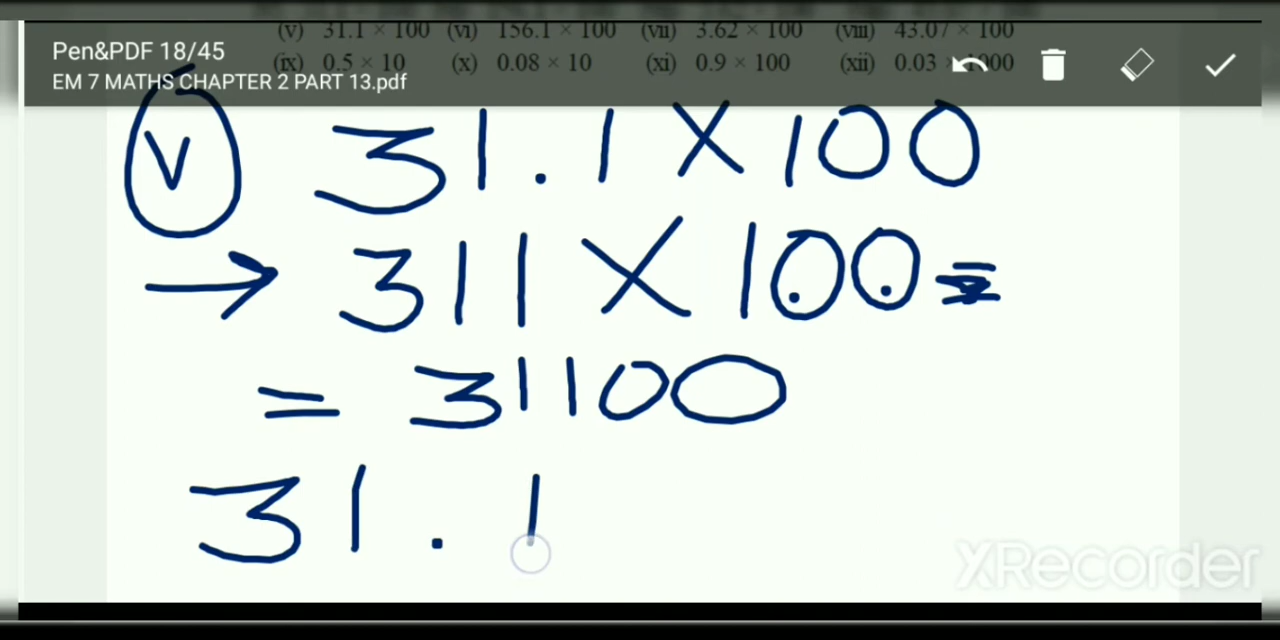 (v) 31.1 × 100 (vi) 156.1 × 100 (vii) 3.62 × 100 (viii) 43.07 × 100
Pen&PDF 18/45
(ix) 0.5 × 10 (x) 0.08 × 10 (xi) 0.9 × 100 (xii) 0.03 × 1000
EM 7 MATHS CHAPTER 2 PART 13.pdf
V 31.1 × 100
→ 311 × 100 =
= 31100
31.1
XRecorder